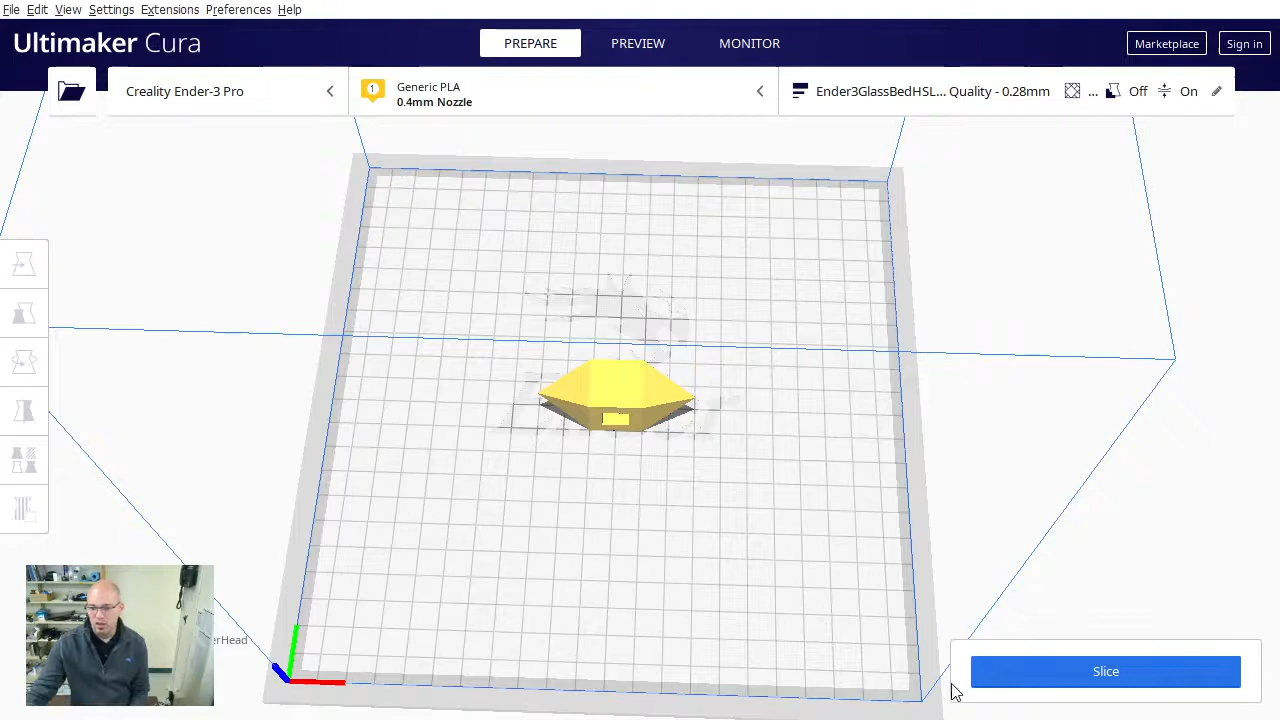 File Edit View Settings Extensions Preferences Help
Ultimaker Cura
PREPARE PREVIEW MONITOR
Marketplace Sign in
Creality Ender-3 Pro
1
Generic PLA
0.4mm Nozzle
Ender3GlassBedHSL... Quality - 0.28mm ... Off On
erHead
Slice